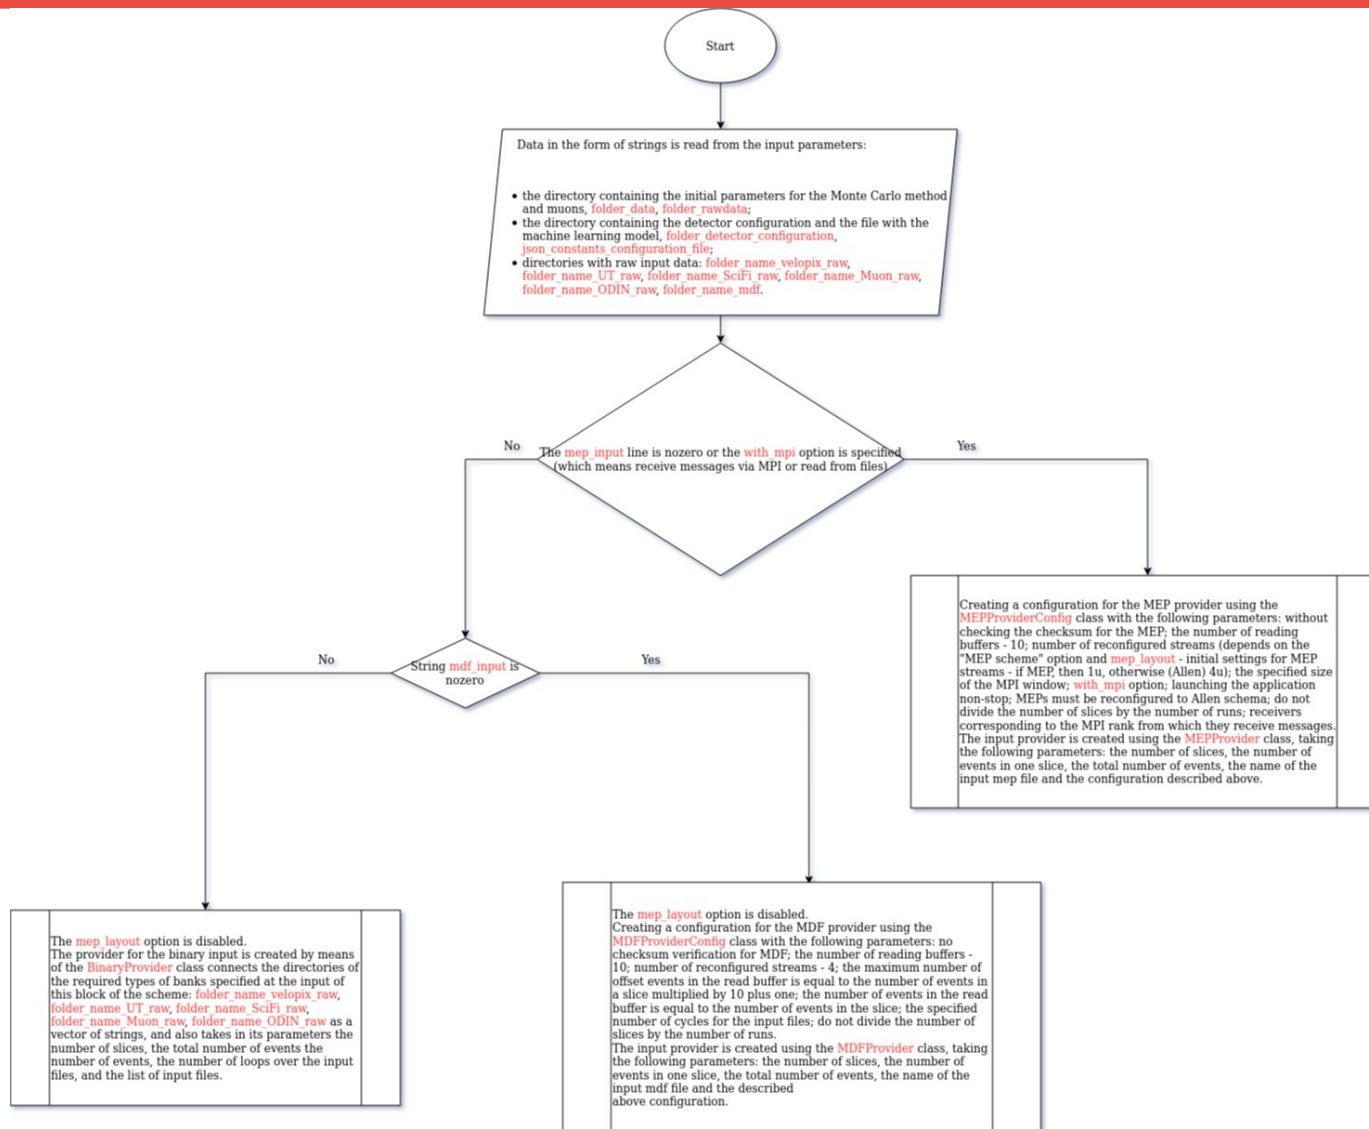 Start
Data in the form of strings is read from the input parameters:
• the directory containing the initial parameters for the Monte Carlo method
and muons, folder_data, folder_rawdata;
• the directory containing the detector configuration and the file with the
machine learning model, folder_detector_configuration,
json_constants_configuration_file;
• directories with raw input data: folder_name_velopix_raw,
folder_name_UT_raw, folder_name_SciFi_raw, folder_name_Muon_raw,
folder_name_ODIN_raw, folder_name_mdf.
No
The mep_input line is nozero or the with_mpi option is specified
(which means receive messages via MPI or read from files)
Yes
Creating a configuration for the MEP provider using the
MEPProviderConfig class with the following parameters: without
checking the checksum for the MEP; the number of reading
buffers - 10; number of reconfigured streams (depends on the
"MEP scheme" option and mep_layout - initial settings for MEP
streams - if MEP, then 1u, otherwise (Allen) 4u); the specified size
of the MPI window; with_mpi option; launching the application
non-stop; MEPs must be reconfigured to Allen schema; do not
divide the number of slices by the number of runs; receivers
corresponding to the MPI rank from which they receive messages.
The input provider is created using the MEPProvider class, taking
the following parameters: the number of slices, the number of
events in one slice, the total number of events, the name of the
input mep file and the configuration described above.
No
String mdf_input is
nozero
Yes
The mep_layout option is disabled.
The provider for the binary input is created by means
of the BinaryProvider class connects the directories of
the required types of banks specified at the input of
this block of the scheme: folder_name_velopix_raw,
folder_name_UT_raw, folder_name_SciFi_raw,
folder_name_Muon_raw, folder_name_ODIN_raw as a
vector of strings, and also takes in its parameters the
number of slices, the total number of events the
number of events, the number of loops over the input
files, and the list of input files.
The mep_layout option is disabled.
Creating a configuration for the MDF provider using the
MDFProviderConfig class with the following parameters: no
checksum verification for MDF; the number of reading buffers -
10; number of reconfigured streams - 4; the maximum number of
offset events in the read buffer is equal to the number of events in
a slice multiplied by 10 plus one; the number of events in the read
buffer is equal to the number of events in the slice; the specified
number of cycles for the input files; do not divide the number of
slices by the number of runs.
The input provider is created using the MDFProvider class, taking
the following parameters: the number of slices, the number of
events in one slice, the total number of events, the name of the
input mdf file and the described
above configuration.